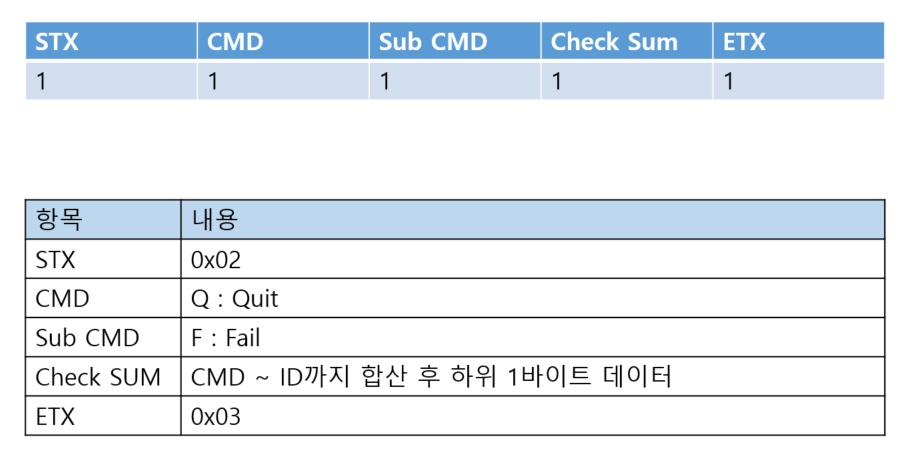 STX CMD Sub CMD Check Sum ETX
1 1 1 1 1
항목 내용
STX 0x02
CMD Q : Quit
Sub CMD F : Fail
Check SUM CMD ~ ID까지 합산 후 하위 1바이트 데이터
ETX 0x03